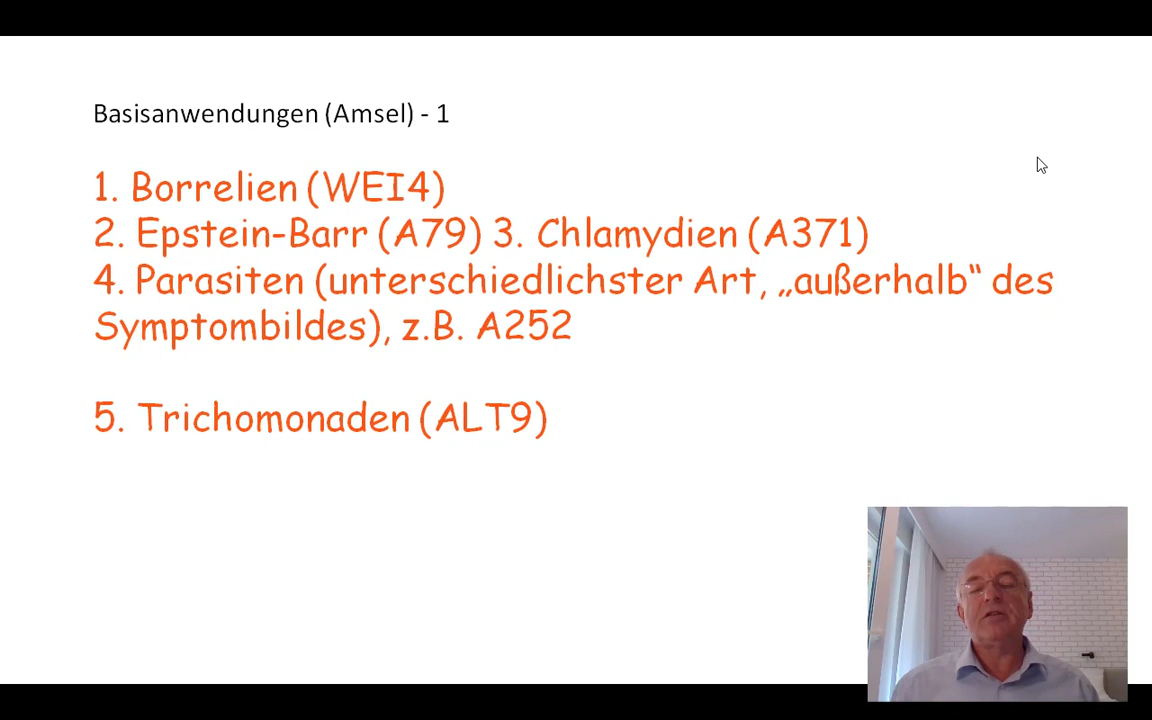 Basisanwendungen (Amsel) - 1
1. Borrelien (WEI4)
2. Epstein-Barr (A79) 3. Chlamydien (A371)
4. Parasiten (unterschiedlichster Art, „außerhalb“ des
Symptombildes), z.B. A252
5. Trichomonaden (ALT9)